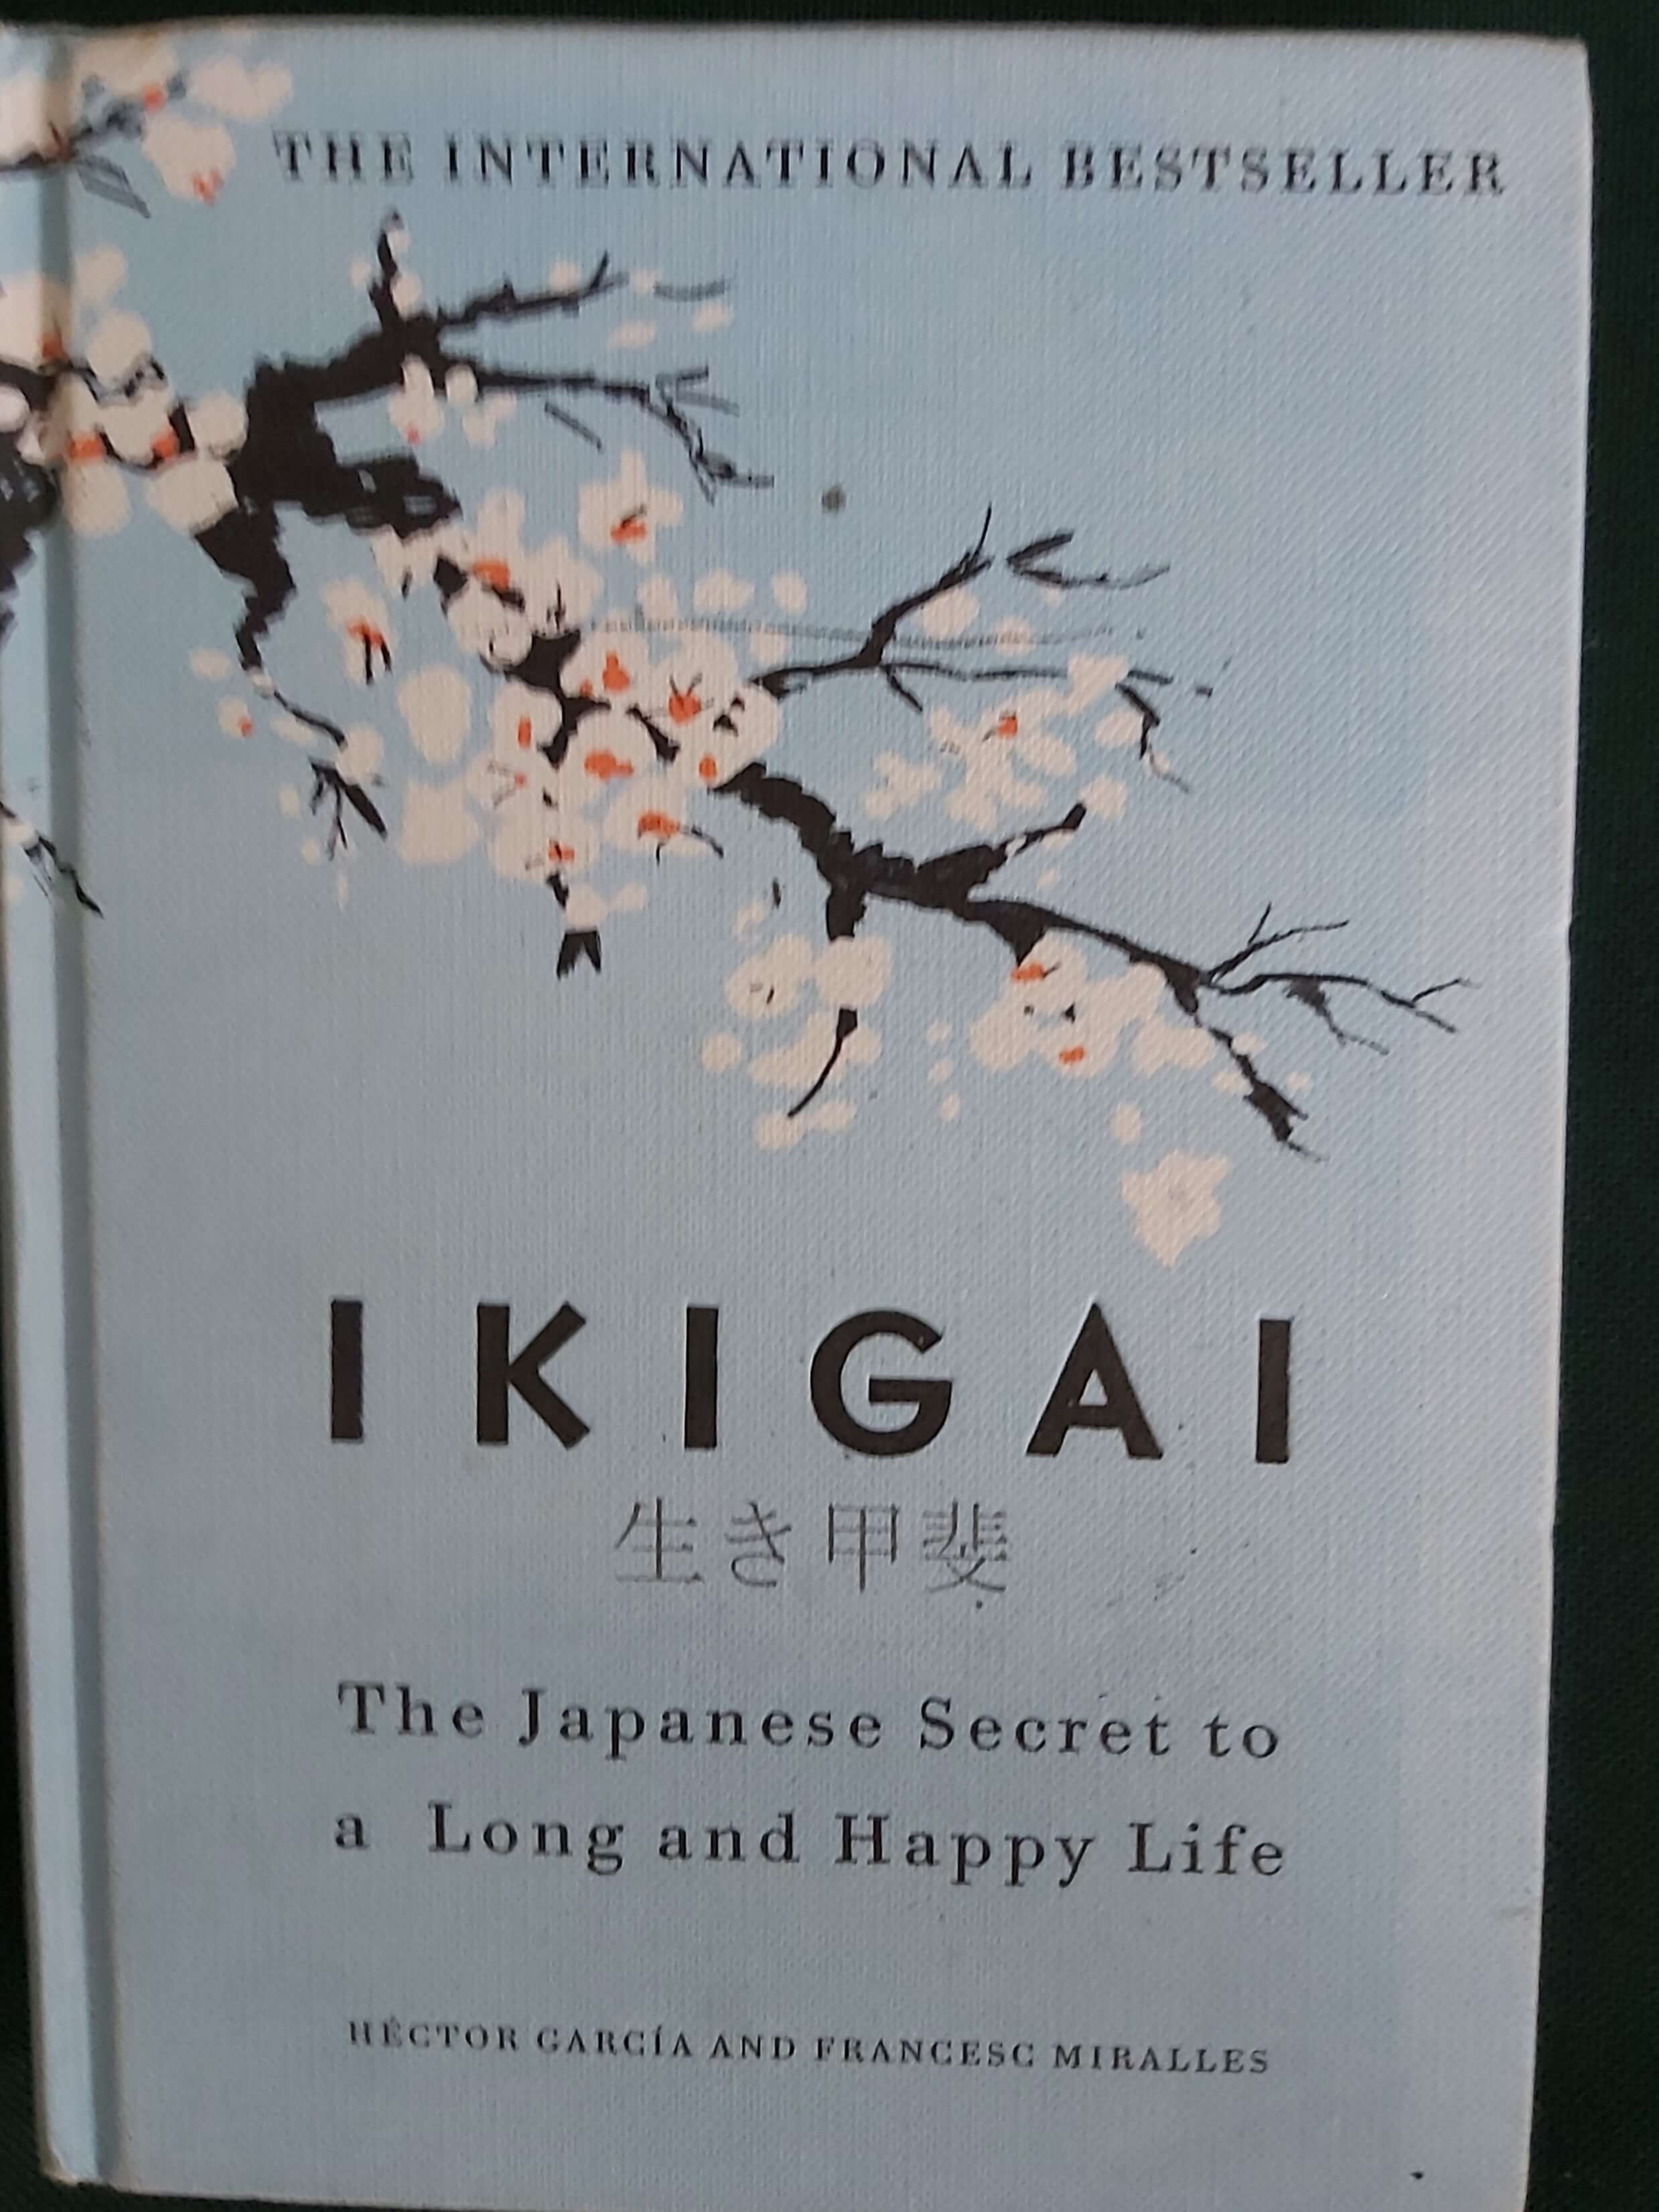 THE INTERNATIONAL BESTSELLER
IKIGAI
生き甲斐
The Japanese Secret to
a Long and Happy Life
HÉCTOR GARCÍA AND FRANCESC MIRALLES